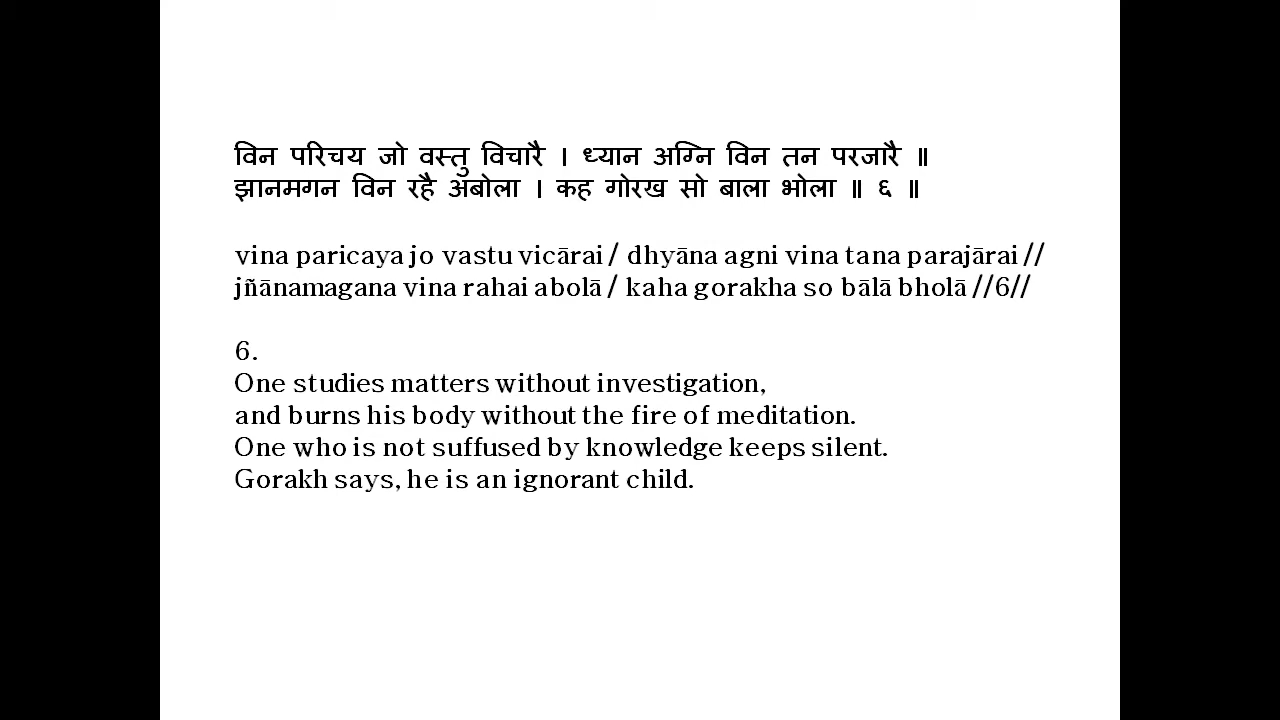 विन परिचय जो वस्तु विचारै । ध्यान अग्नि विन तन परजारै ॥
झानमगन विन रहै अबोला । कह गोरख सो बाला भोला ॥ ६ ॥
vina paricaya jo vastu vicārai / dhyāna agni vina tana parajārai //
jñānamagana vina rahai abolā / kaha gorakha so bālā bholā //6//
6.
One studies matters without investigation,
and burns his body without the fire of meditation.
One who is not suffused by knowledge keeps silent.
Gorakh says, he is an ignorant child.